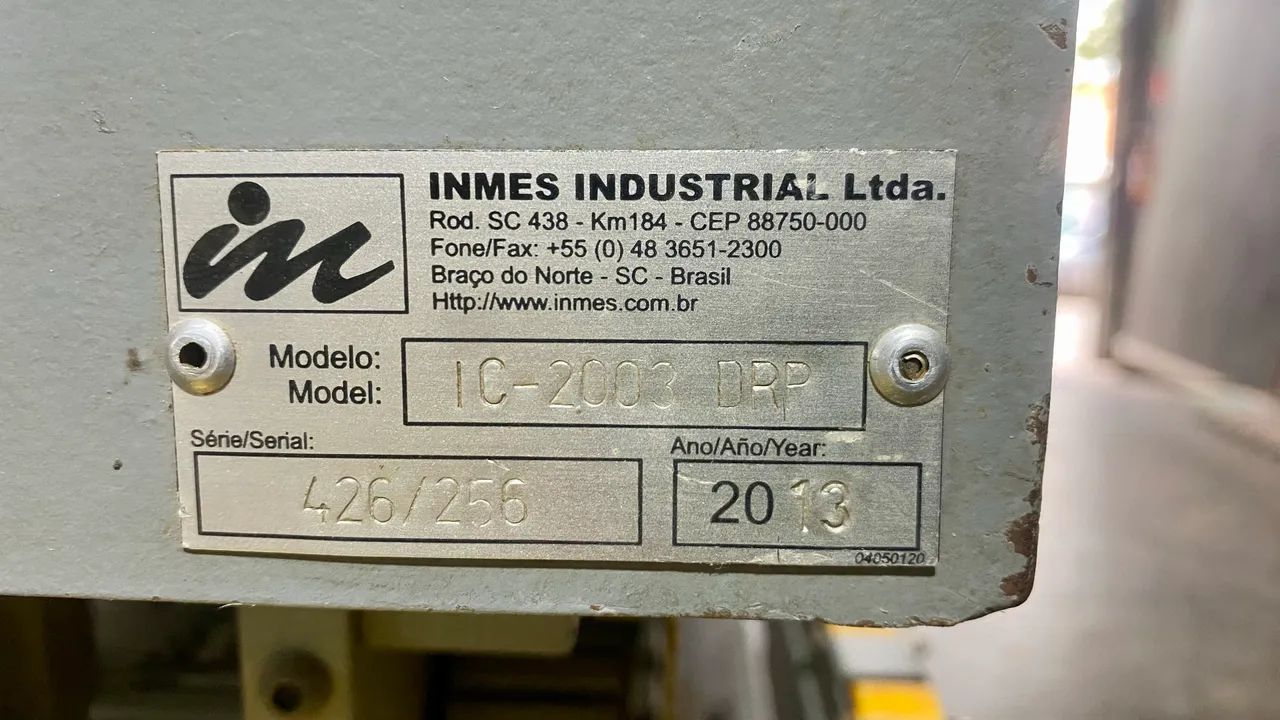 im
INMES INDUSTRIAL Ltda.
Rod. SC 438 - Km184 - CEP 88750-000
Fone/Fax: +55 (0) 48 3651-2300
Braço do Norte - SC - Brasil
Http://www.inmes.com.br
Modelo:
Model:
IC-2003 DRP
Série/Serial:
426/256
Ano/Año/Year:
2013
04050120